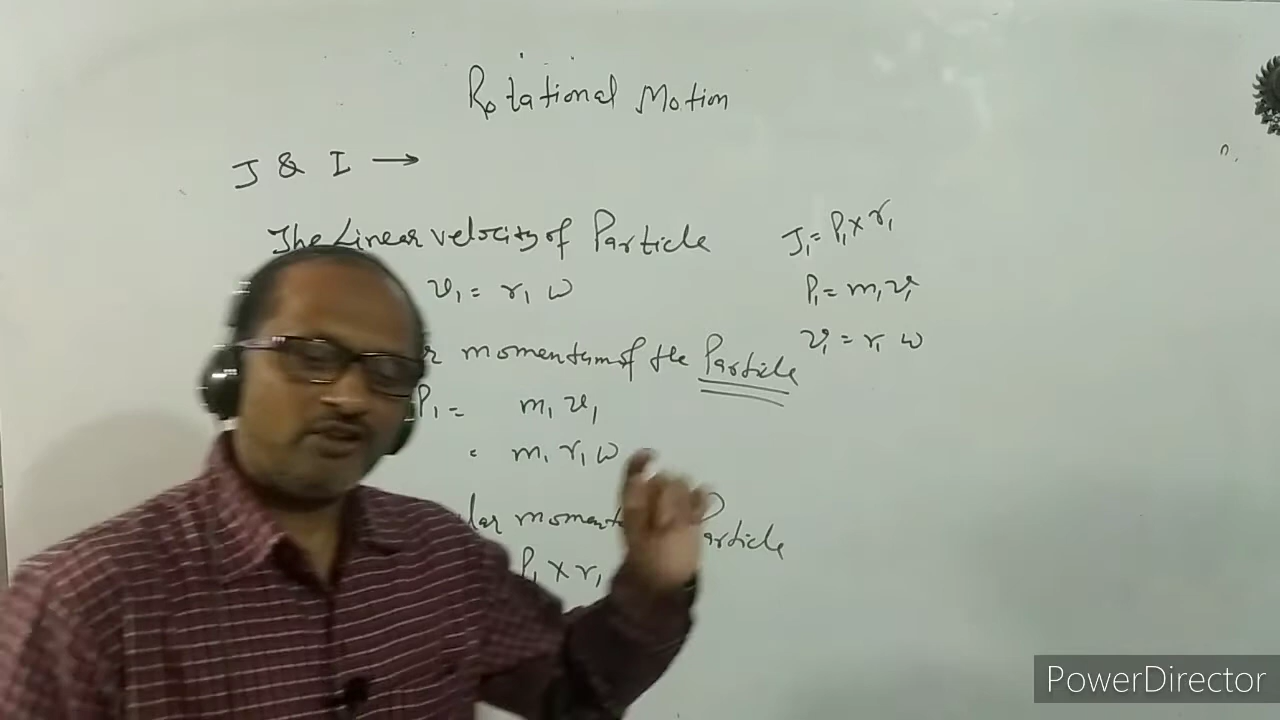 Rotational Motion
J & I →
The Linear velocity of Particle
v₁ = r₁ ω
momentum of the Particle
P₁ = m₁ v₁
= m₁ r₁ ω
lar moment Particle
P₁ × r₁
J₁ = P₁ × r₁
P₁ = m₁ v₁
v₁ = r₁ ω
PowerDirector